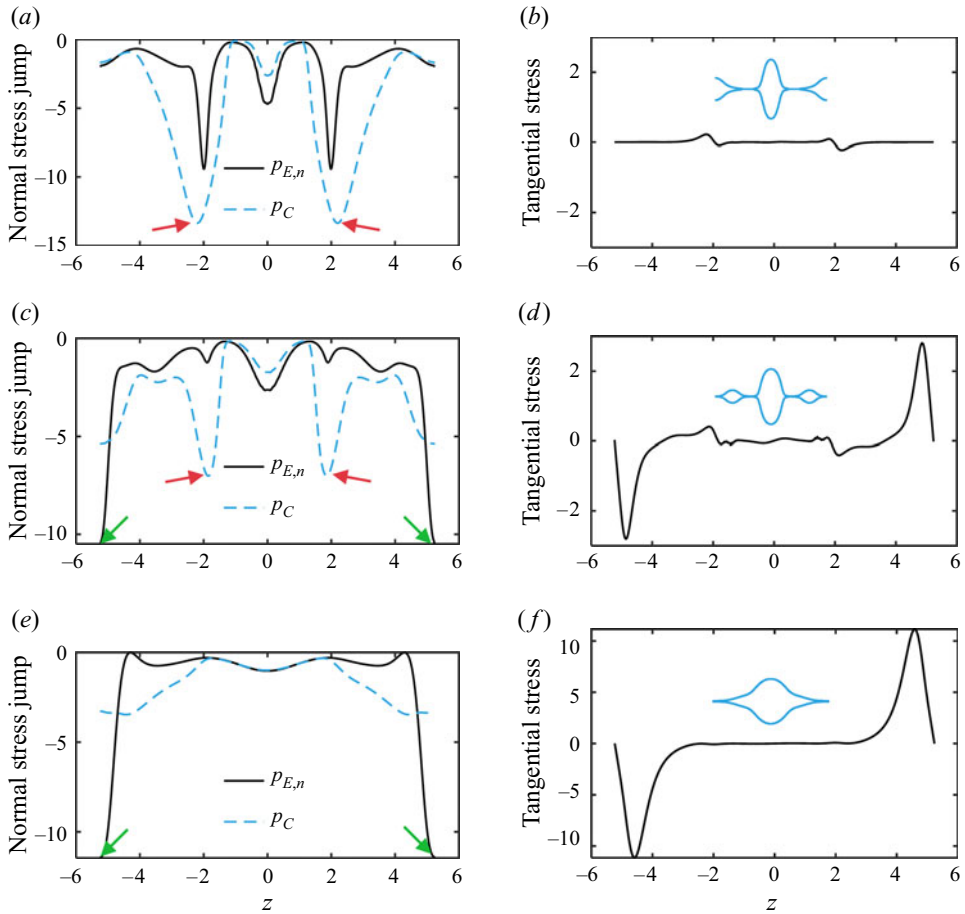 (a)
Normal stress jump
0
−5
−10
−15
p_{E,n}
p_C
−6 −4 −2 0 2 4 6
(b)
Tangential stress
2
0
−2
−6 −4 −2 0 2 4 6
(c)
Normal stress jump
0
−5
−10
p_{E,n}
p_C
−6 −4 −2 0 2 4 6
(d)
Tangential stress
2
0
−2
−6 −4 −2 0 2 4 6
(e)
Normal stress jump
0
−5
−10
p_{E,n}
p_C
−6 −4 −2 0 2 4 6
z
(f)
Tangential stress
10
5
0
−5
−10
−6 −4 −2 0 2 4 6
z